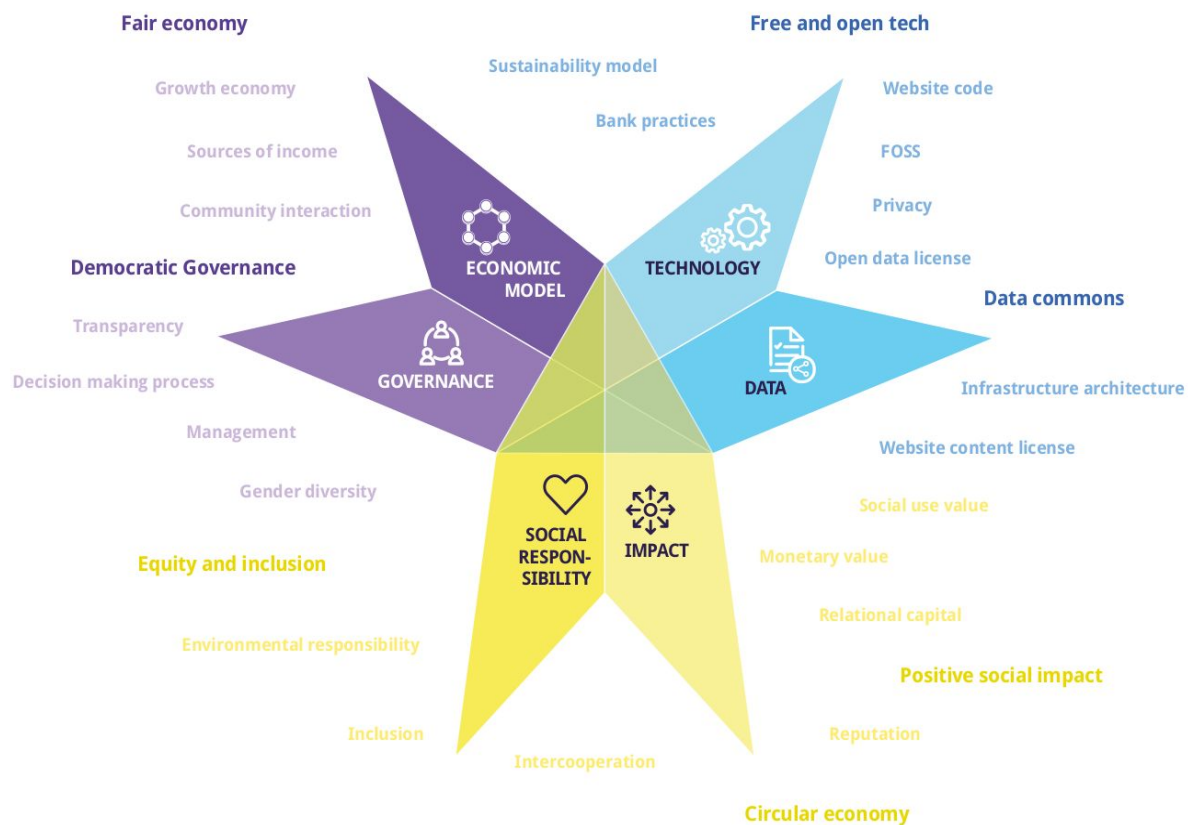 Fair economy
Free and open tech
Sustainability model
Growth economy
Website code
Bank practices
Sources of income
FOSS
Community interaction
Privacy
ECONOMIC
MODEL
TECHNOLOGY
Open data license
Democratic Governance
Data commons
Transparency
GOVERNANCE
DATA
Decision making process
Infrastructure architecture
Management
Website content license
Gender diversity
Social use value
SOCIAL
RESPON-
SIBILITY
IMPACT
Monetary value
Equity and inclusion
Relational capital
Environmental responsibility
Positive social impact
Inclusion
Reputation
Intercooperation
Circular economy